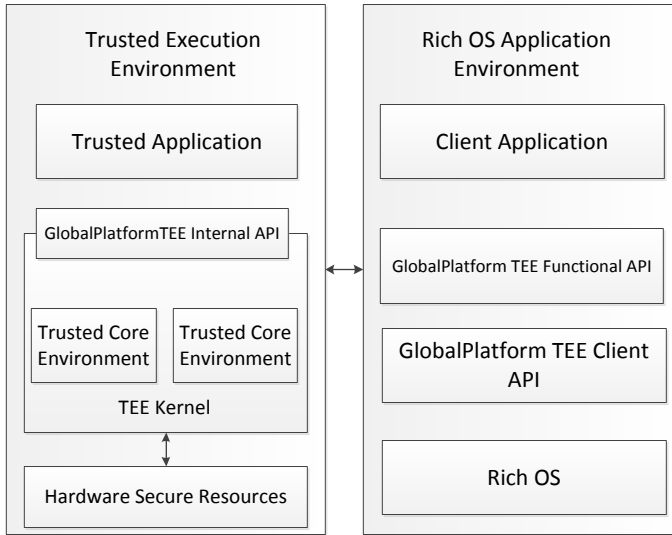 Trusted Execution
Environment
Trusted Application
GlobalPlatformTEE Internal API
Trusted Core
Environment
Trusted Core
Environment
TEE Kernel
Hardware Secure Resources
Rich OS Application
Environment
Client Application
GlobalPlatform TEE Functional API
GlobalPlatform TEE Client
API
Rich OS